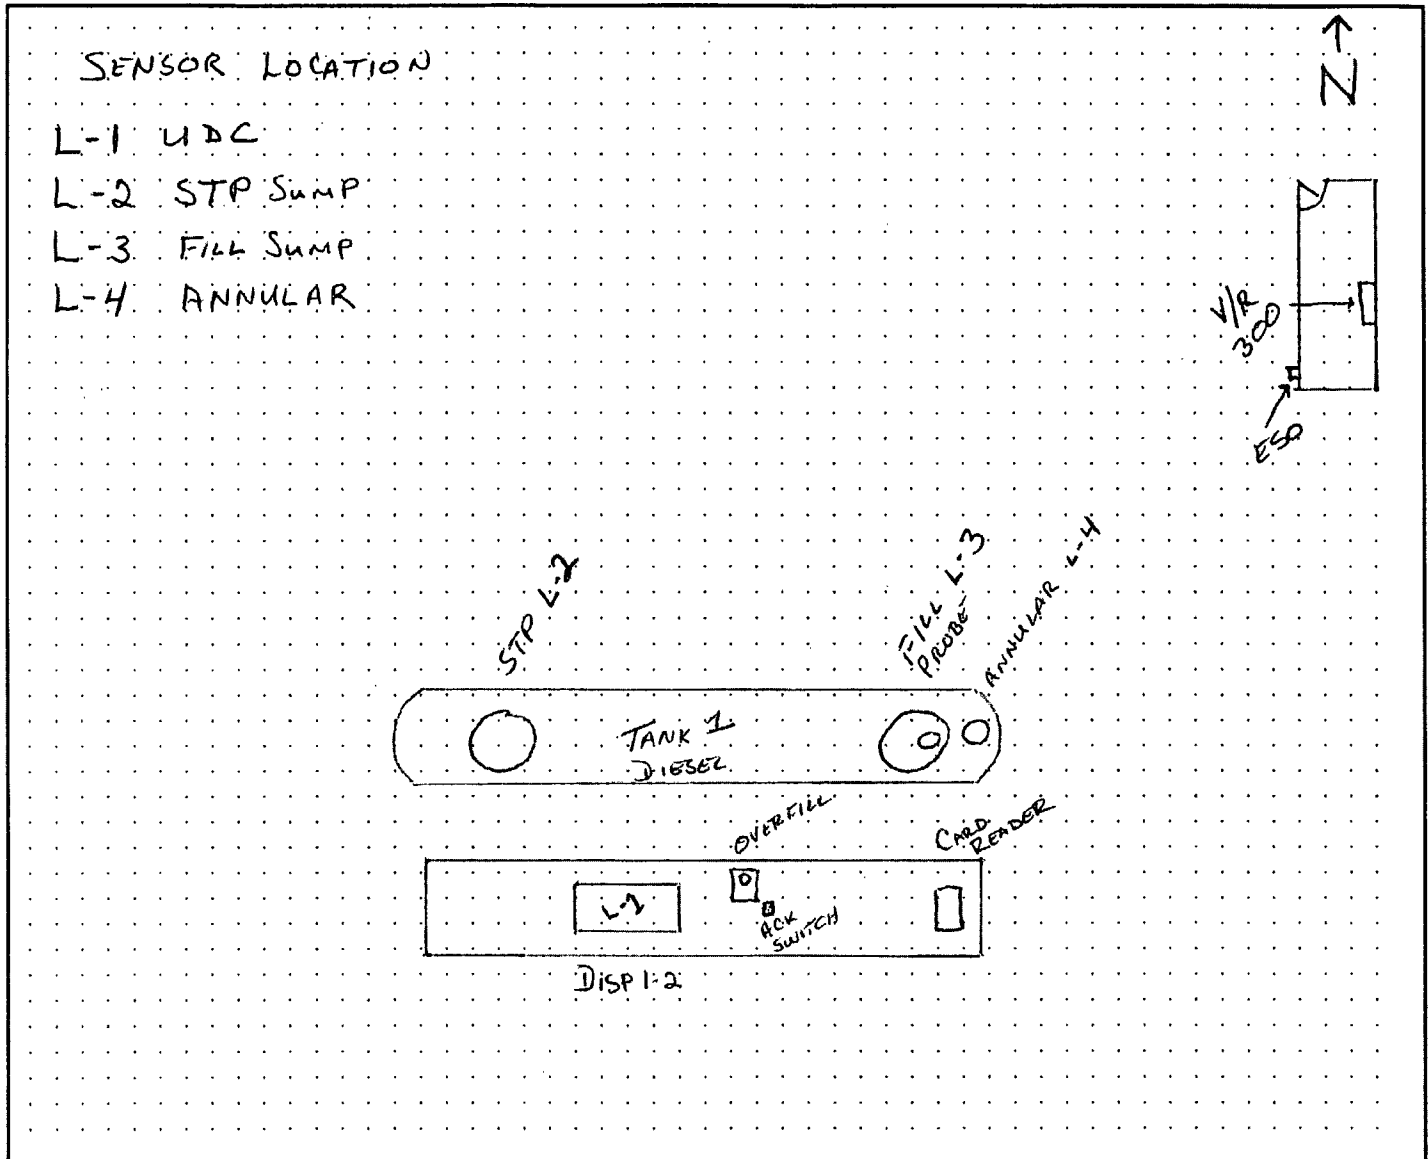 SENSOR LOCATION
N
L-1 UDC
L-2 STP SUMP
L-3 FILL SUMP
L-4 ANNULAR
V/R
300
ESO
STP L-2
FILL L-3
PROBE
ANNULAR L-4
TANK 1
DIESEL
OVERFILL
CARD
READER
L-1
ACK
SWITCH
DISP 1-2